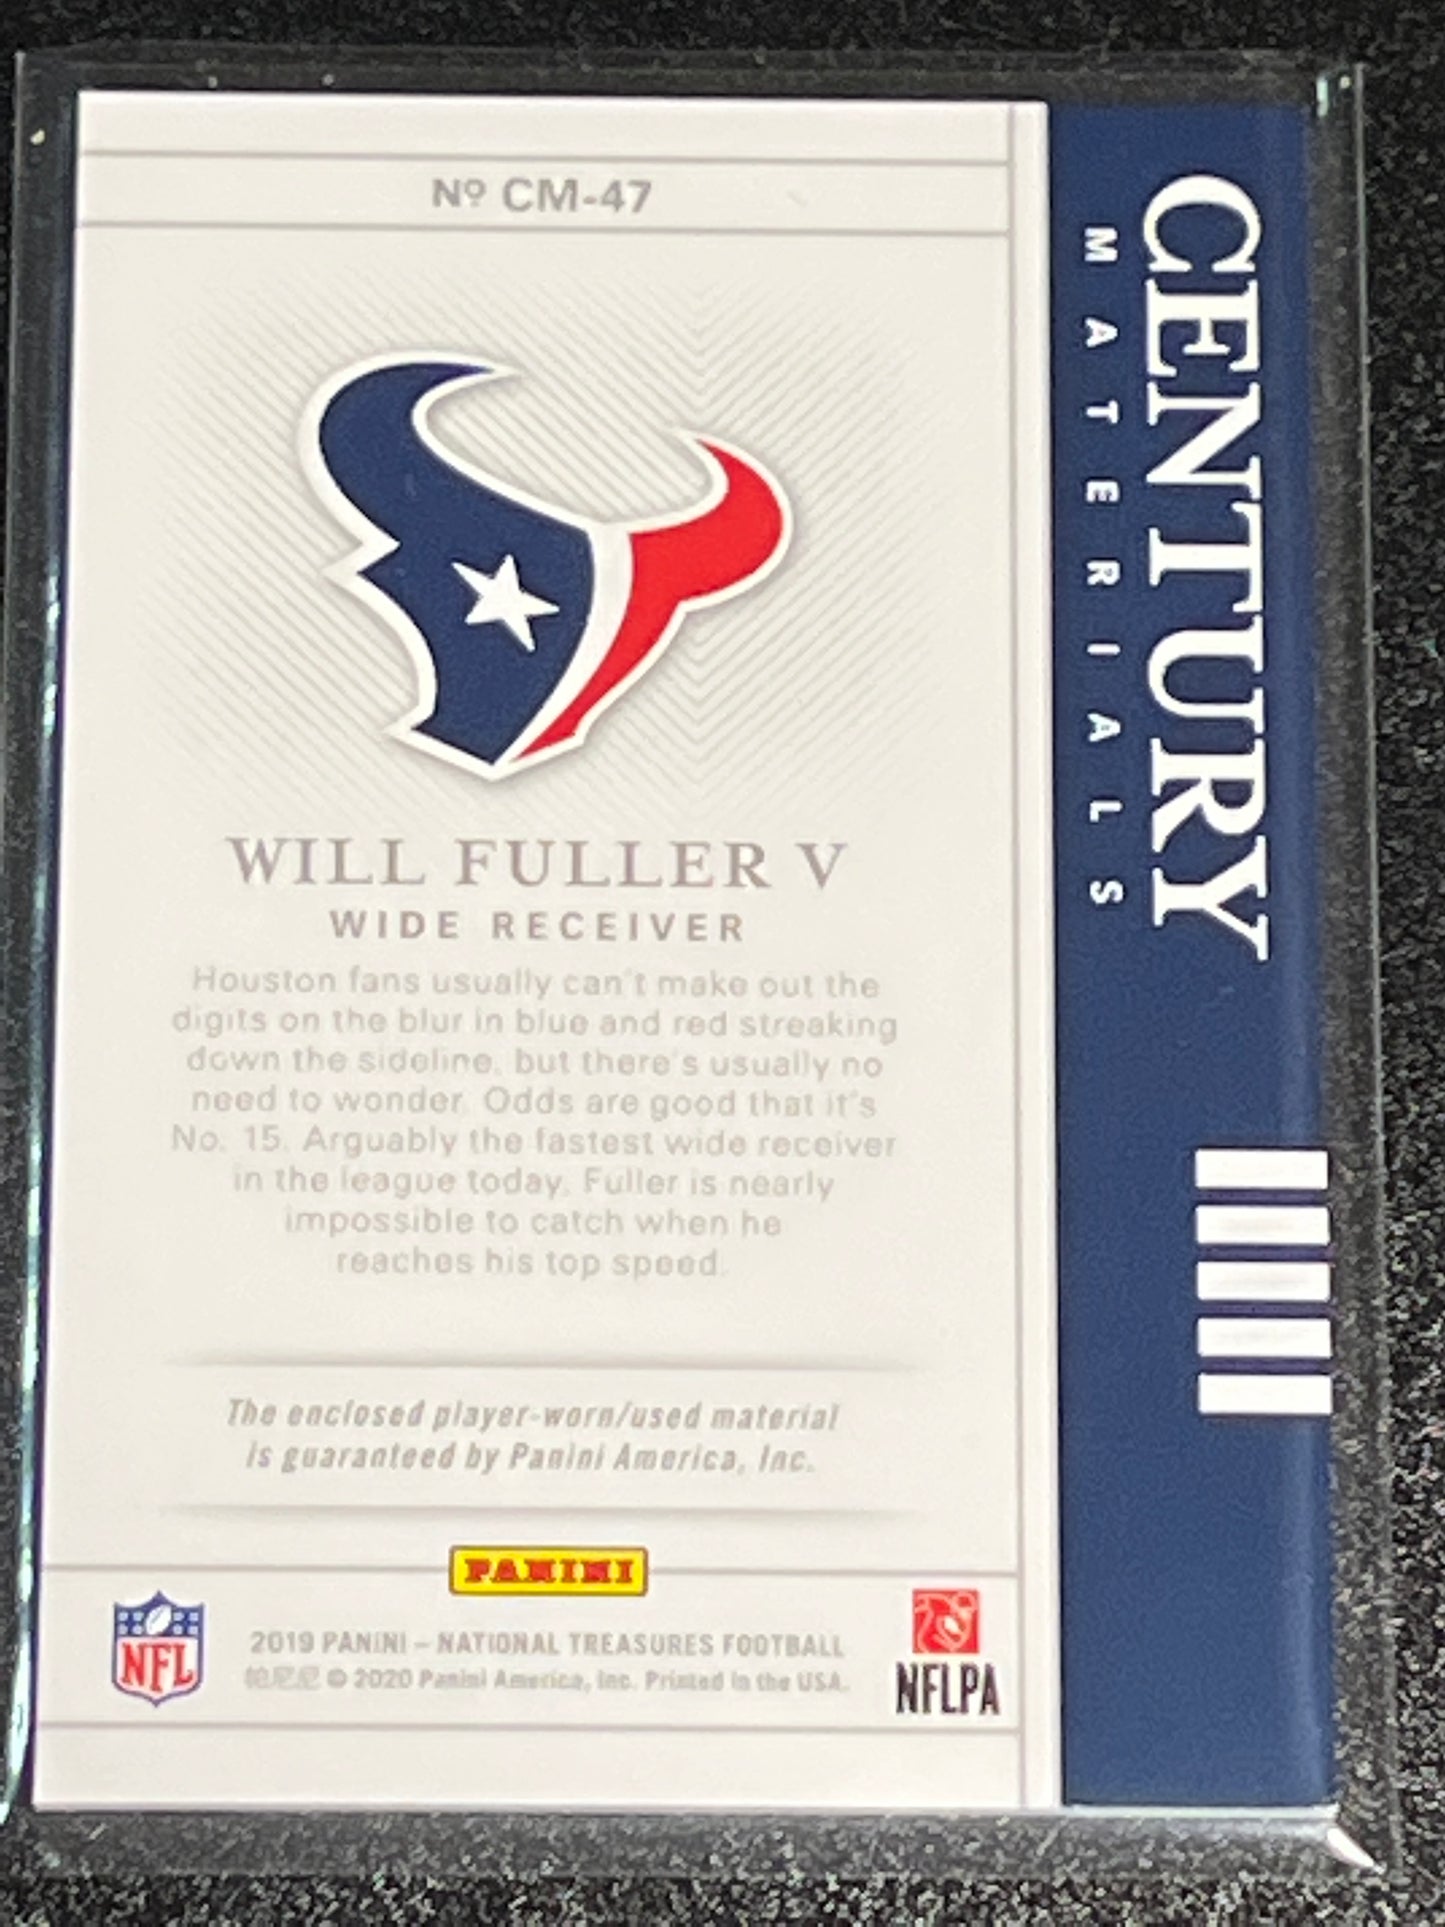 Nº CM-47
CENTURY
MATERIALS
WILL FULLER V
WIDE RECEIVER
Houston fans usually can't make out the
digits on the blur in blue and red streaking
down the sideline, but there's usually no
need to wonder. Odds are good that it's
No. 15. Arguably the fastest wide receiver
in the league today, Fuller is nearly
impossible to catch when he
reaches his top speed.
The enclosed player-worn/used material
is guaranteed by Panini America, Inc.
PANINI
NFL
2019 PANINI – NATIONAL TREASURES FOOTBALL
© 2020 Panini America, Inc. Printed in the USA.
NFLPA